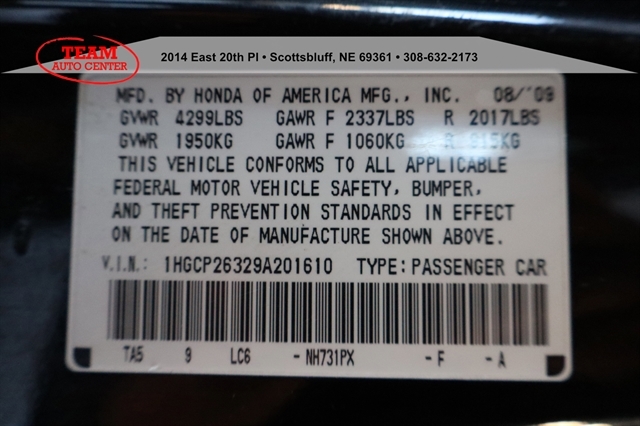 TEAM
AUTO CENTER
2014 East 20th Pl • Scottsbluff, NE 69361 • 308-632-2173
MFD. BY HONDA OF AMERICA MFG., INC. 08/'09
GVWR 4299LBS GAWR F 2337LBS R 2017LBS
GVWR 1950KG GAWR F 1060KG R 915KG
THIS VEHICLE CONFORMS TO ALL APPLICABLE
FEDERAL MOTOR VEHICLE SAFETY, BUMPER,
AND THEFT PREVENTION STANDARDS IN EFFECT
ON THE DATE OF MANUFACTURE SHOWN ABOVE.
V.I.N.: 1HGCP26329A201610 TYPE: PASSENGER CAR
TA5 9 LC6 - NH731PX - F - A